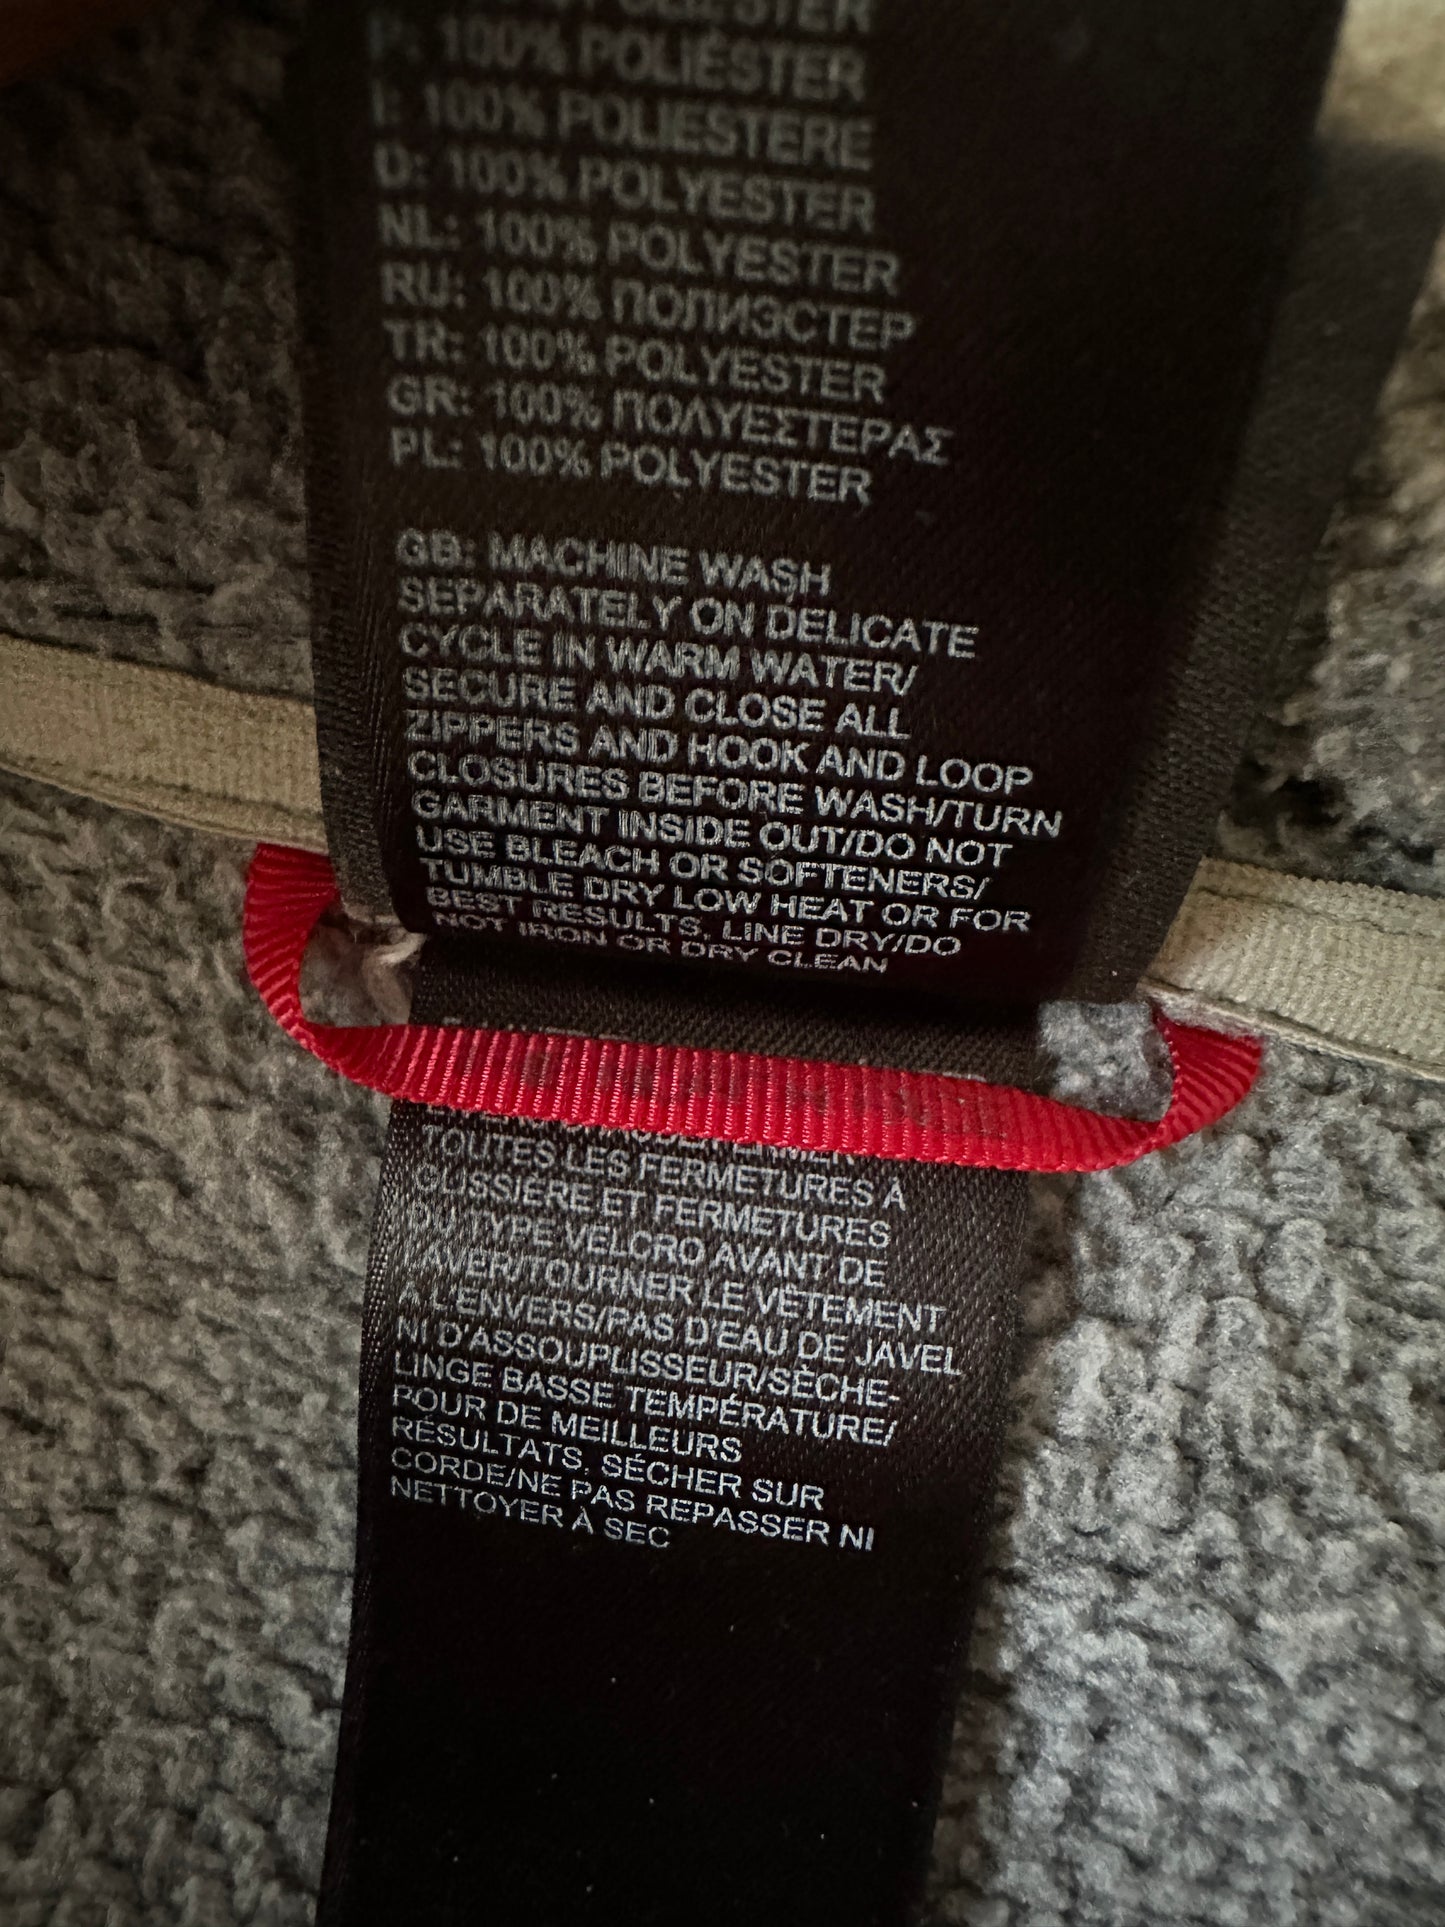 POLIÉSTER
P: 100% POLIÉSTER
I: 100% POLIESTERE
D: 100% POLYESTER
NL: 100% POLYESTER
RU: 100% ПОЛИЭСТЕР
TR: 100% POLYESTER
GR: 100% ΠΟΛΥΕΣΤΕΡΑΣ
PL: 100% POLYESTER
GB: MACHINE WASH
SEPARATELY ON DELICATE
CYCLE IN WARM WATER/
SECURE AND CLOSE ALL
ZIPPERS AND HOOK AND LOOP
CLOSURES BEFORE WASH/TURN
GARMENT INSIDE OUT/DO NOT
USE BLEACH OR SOFTENERS/
TUMBLE DRY LOW HEAT OR FOR
BEST RESULTS, LINE DRY/DO
NOT IRON OR DRY CLEAN
TOUTES LES FERMETURES À
GLISSIÈRE ET FERMETURES
DU TYPE VELCRO AVANT DE
LAVER/TOURNER LE VÊTEMENT
À L'ENVERS/PAS D'EAU DE JAVEL
NI D'ASSOUPLISSEUR/SÈCHE-
LINGE BASSE TEMPÉRATURE/
POUR DE MEILLEURS
RÉSULTATS, SÉCHER SUR
CORDE/NE PAS REPASSER NI
NETTOYER À SEC